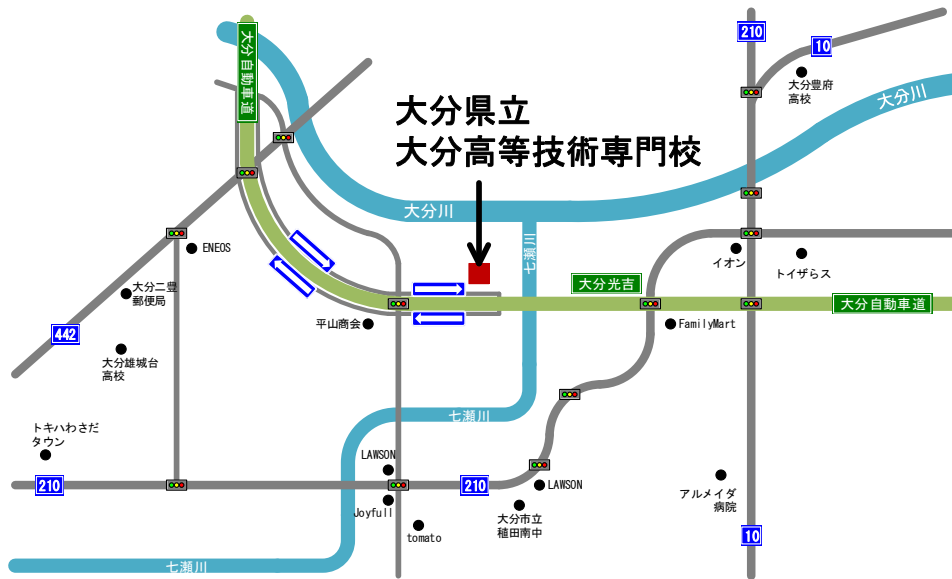 大分自動車道
210
10
大分豊府
高校
大分川
大分県立
大分高等技術専門校
大分川
七瀬川
ENEOS
イオン
トイザらス
大分二豊
郵便局
大分光吉
大分自動車道
平山商会
FamilyMart
442
大分雄城台
高校
七瀬川
トキハわさだ
タウン
LAWSON
210
210
LAWSON
アルメイダ
病院
Joyfull
大分市立
稙田南中
tomato
10
七瀬川